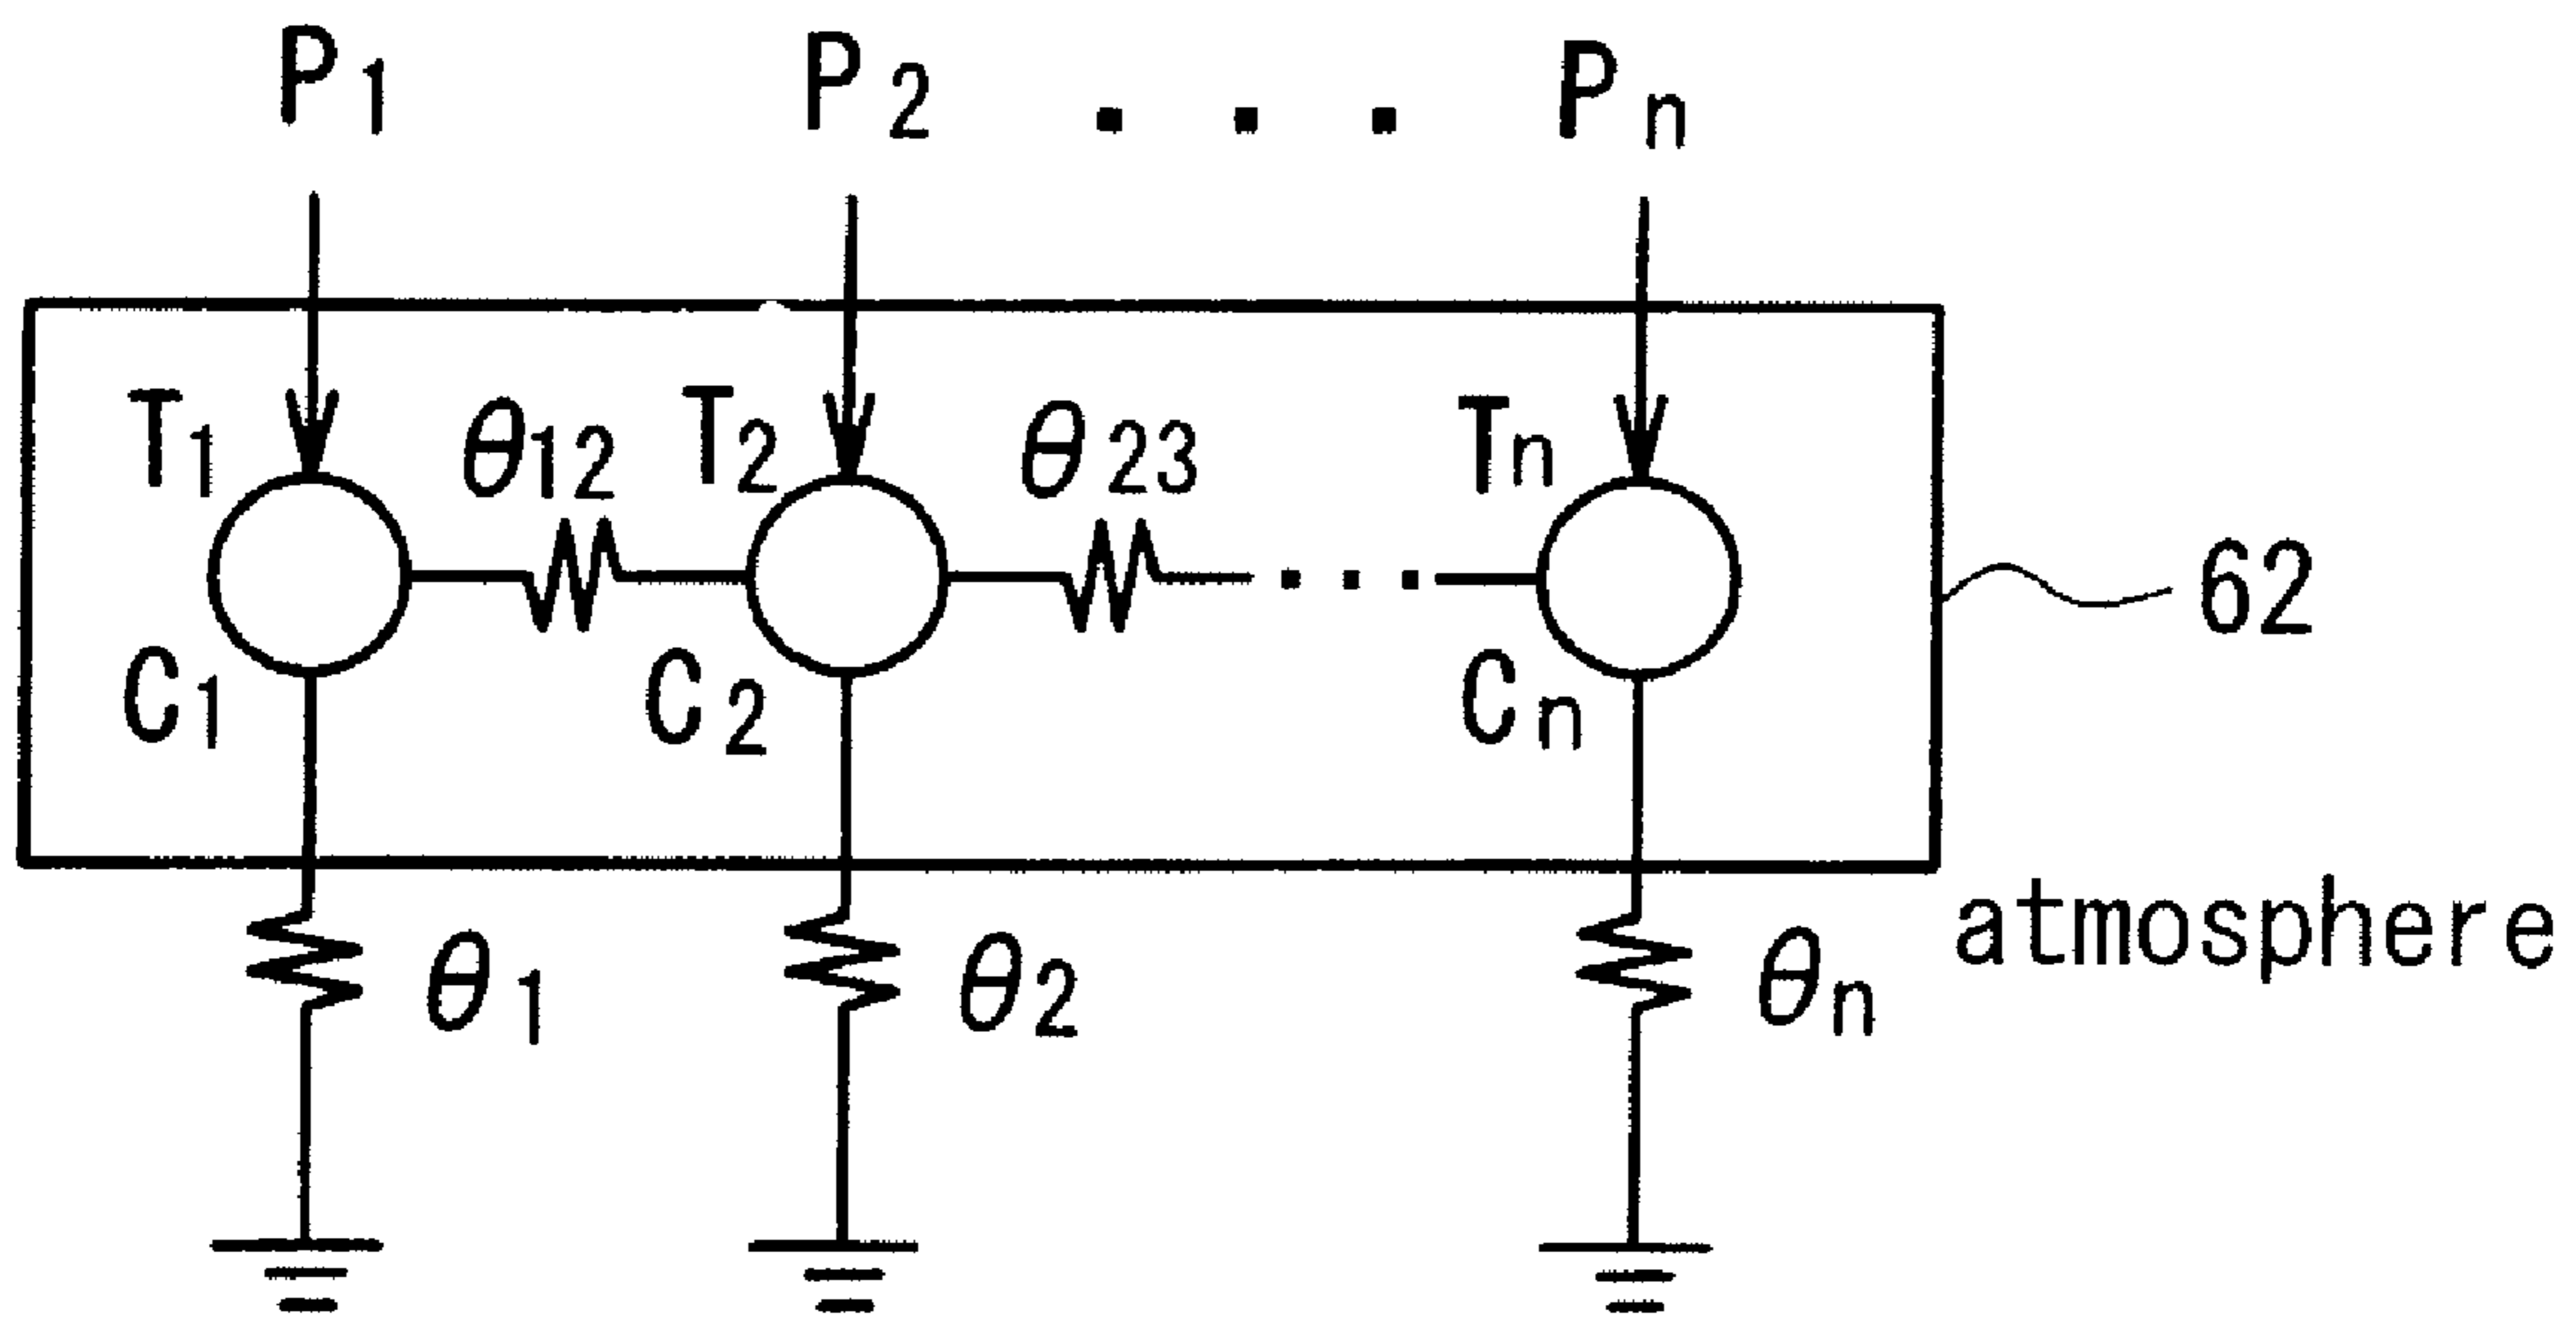 P1 P2 . . . Pn
T1 θ12 T2 θ23 Tn
62
C1 C2 Cn
atmosphere
θ1 θ2 θn